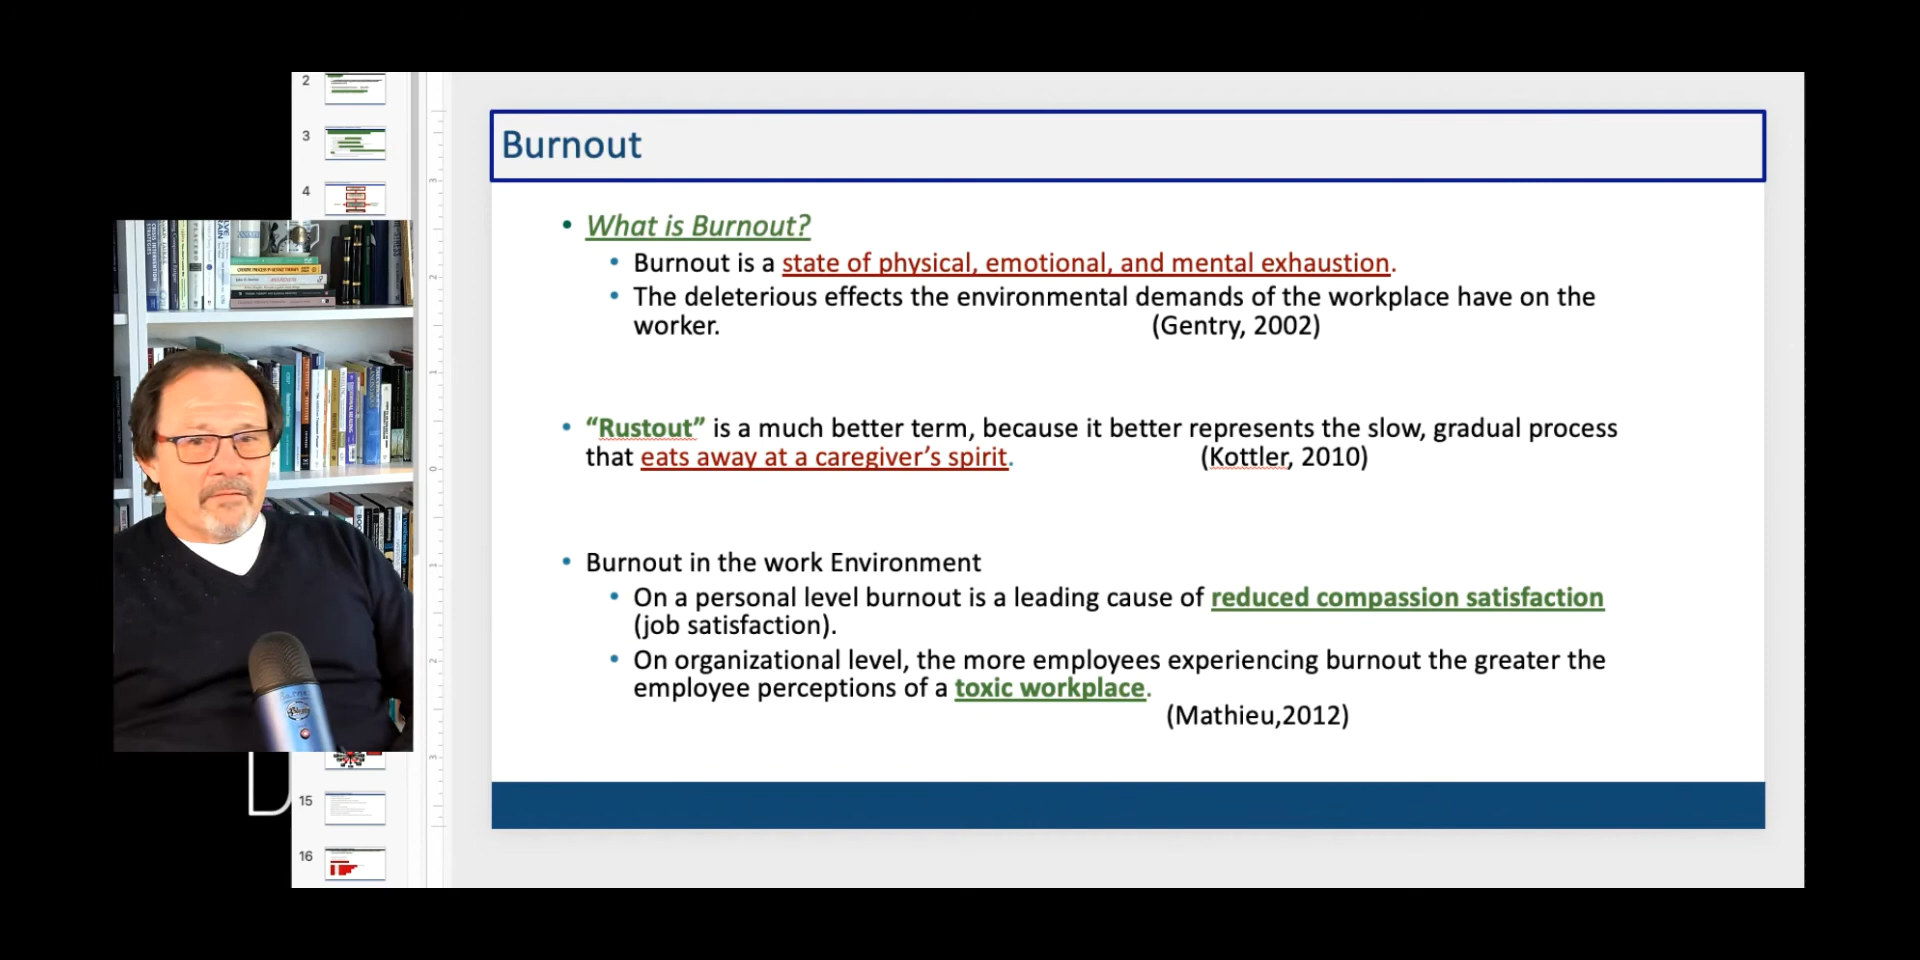 2
3
4
15
16
Burnout
What is Burnout?
Burnout is a state of physical, emotional, and mental exhaustion.
The deleterious effects the environmental demands of the workplace have on the
worker. (Gentry, 2002)
“Rustout” is a much better term, because it better represents the slow, gradual process
that eats away at a caregiver’s spirit. (Kottler, 2010)
Burnout in the work Environment
On a personal level burnout is a leading cause of reduced compassion satisfaction
(job satisfaction).
On organizational level, the more employees experiencing burnout the greater the
employee perceptions of a toxic workplace.
(Mathieu,2012)